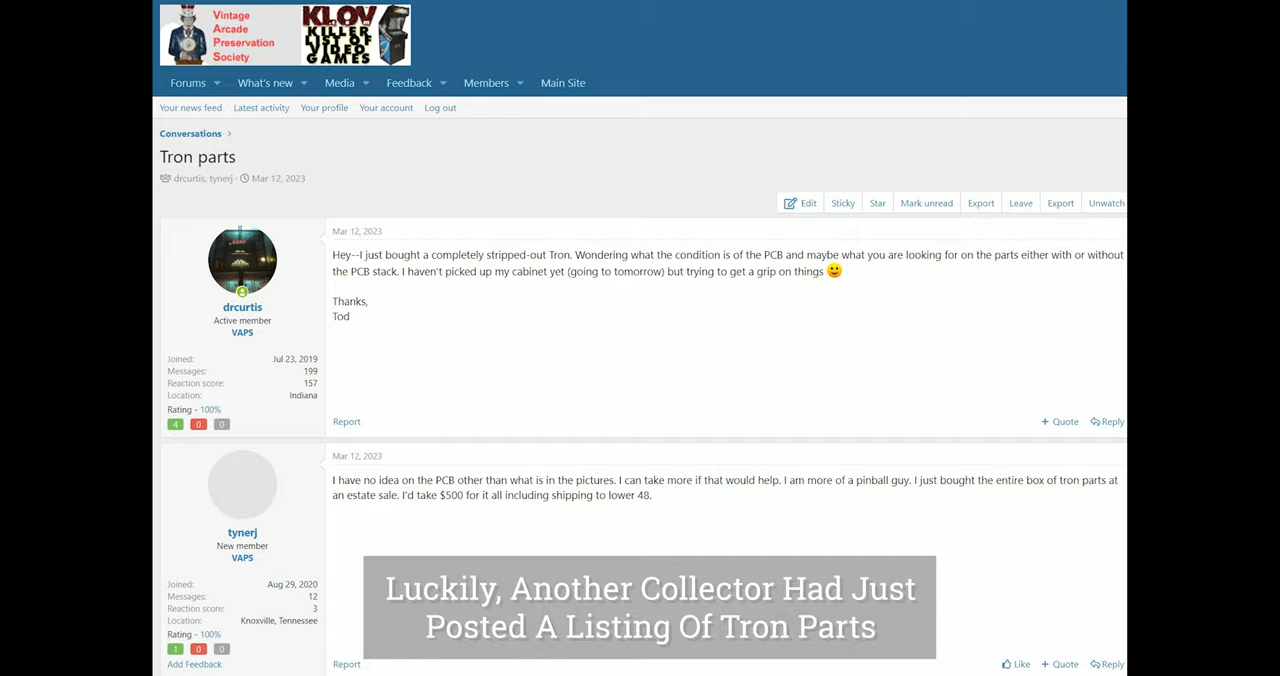 Vintage
Arcade
Preservation
Society
KLOV
KILLER
LIST OF
VIDEO
GAMES
Forums What's new Media Feedback Members Main Site
Your news feed Latest activity Your profile Your account Log out
Conversations
Tron parts
drcurtis, tynerj · Mar 12, 2023
Edit Sticky Star Mark unread Export Leave Export Unwatch
drcurtis
Active member
VAPS
Joined: Jul 23, 2019
Messages: 199
Reaction score: 157
Location: Indiana
Rating - 100%
4 0 0
Mar 12, 2023
Hey--I just bought a completely stripped-out Tron. Wondering what the condition is of the PCB and maybe what you are looking for on the parts either with or without
the PCB stack. I haven't picked up my cabinet yet (going to tomorrow) but trying to get a grip on things
Thanks,
Tod
Report + Quote Reply
tynerj
New member
VAPS
Joined: Aug 29, 2020
Messages: 12
Reaction score: 3
Location: Knoxville, Tennessee
Rating - 100%
1 0 0
Add Feedback
Mar 12, 2023
I have no idea on the PCB other than what is in the pictures. I can take more if that would help. I am more of a pinball guy. I just bought the entire box of tron parts at
an estate sale. I'd take $500 for it all including shipping to lower 48.
Luckily, Another Collector Had Just
Posted A Listing Of Tron Parts
Report Like + Quote Reply